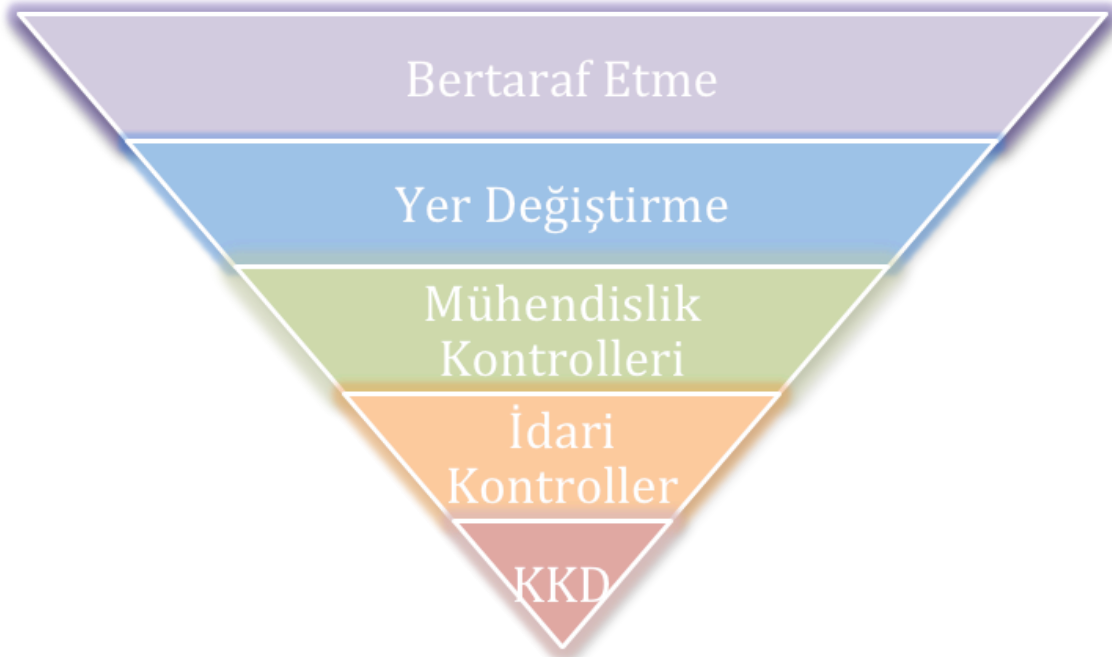 Bertaraf Etme
Yer Değiştirme
Mühendislik
Kontrolleri
İdari
Kontroller
KKD